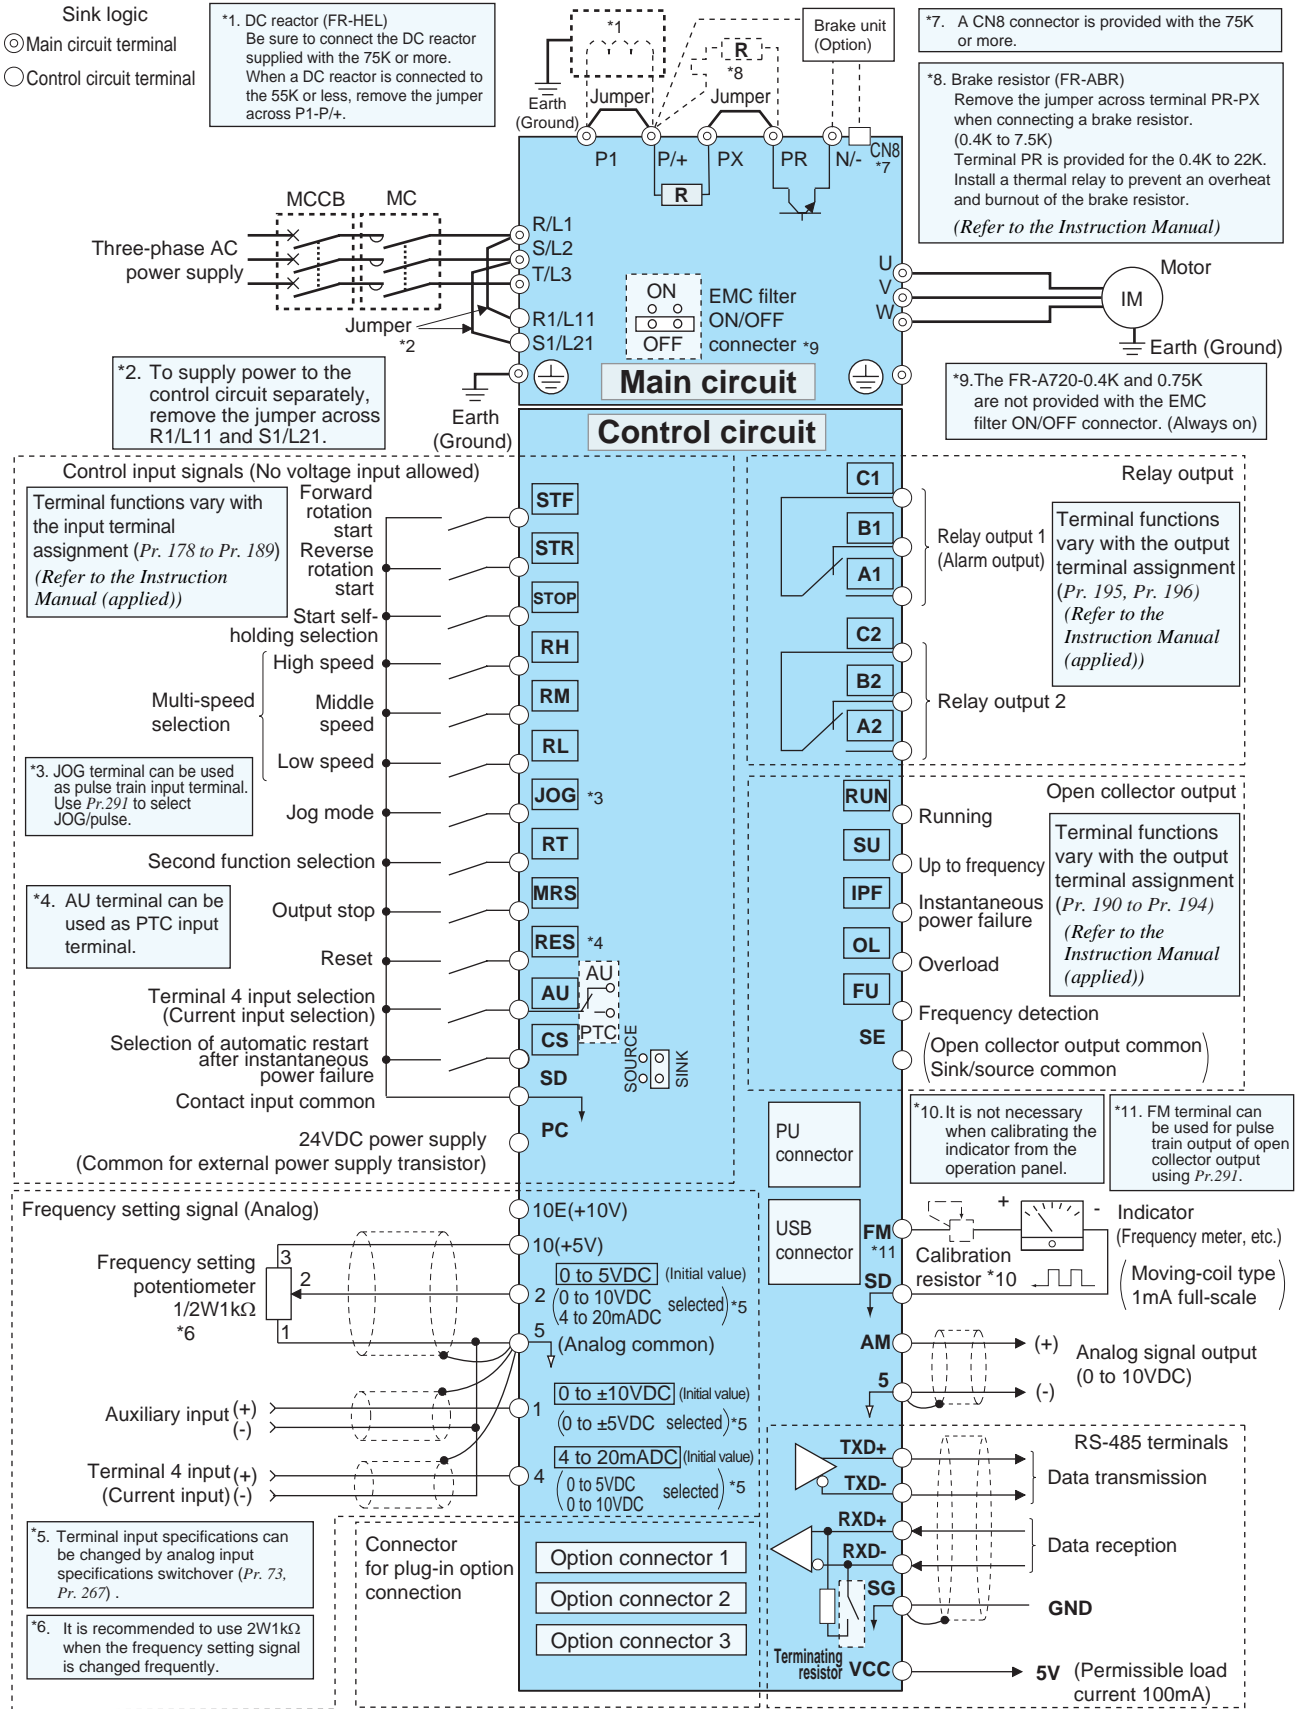 Sink logic
Main circuit terminal
Control circuit terminal
*1. DC reactor (FR-HEL)
Be sure to connect the DC reactor
supplied with the 75K or more.
When a DC reactor is connected to
the 55K or less, remove the jumper
across P1-P/+.
*1
Earth
(Ground)
Jumper
R
*8
Jumper
Brake unit
(Option)
*7. A CN8 connector is provided with the 75K
or more.
*8. Brake resistor (FR-ABR)
Remove the jumper across terminal PR-PX
when connecting a brake resistor.
(0.4K to 7.5K)
Terminal PR is provided for the 0.4K to 22K.
Install a thermal relay to prevent an overheat
and burnout of the brake resistor.
(Refer to the Instruction Manual)
P1
P/+
PX
PR
N/-
CN8
*7
R
MCCB
MC
Three-phase AC
power supply
R/L1
S/L2
T/L3
R1/L11
S1/L21
Jumper
*2
ON
OFF
EMC filter
ON/OFF
connecter *9
U
V
W
Motor
IM
Earth (Ground)
*2. To supply power to the
control circuit separately,
remove the jumper across
R1/L11 and S1/L21.
Earth
(Ground)
Main circuit
*9.The FR-A720-0.4K and 0.75K
are not provided with the EMC
filter ON/OFF connector. (Always on)
Control circuit
Control input signals (No voltage input allowed)
Terminal functions vary with
the input terminal
assignment (Pr. 178 to Pr. 189)
(Refer to the Instruction
Manual (applied))
Forward
rotation
start
STF
Reverse
rotation
start
STR
Start self-
holding selection
STOP
Multi-speed
selection
High speed
RH
Middle
speed
RM
Low speed
RL
*3. JOG terminal can be used
as pulse train input terminal.
Use Pr.291 to select
JOG/pulse.
Jog mode
JOG *3
Second function selection
RT
*4. AU terminal can be
used as PTC input
terminal.
Output stop
MRS
Reset
RES *4
Terminal 4 input selection
(Current input selection)
AU
AU
PTC
Selection of automatic restart
after instantaneous
power failure
CS
SOURCE
SINK
Contact input common
SD
24VDC power supply
(Common for external power supply transistor)
PC
Relay output
C1
B1
A1
Relay output 1
(Alarm output)
Terminal functions
vary with the output
terminal assignment
(Pr. 195, Pr. 196)
(Refer to the
Instruction Manual
(applied))
C2
B2
A2
Relay output 2
Open collector output
RUN
Running
SU
Up to frequency
IPF
Instantaneous
power failure
OL
Overload
FU
Frequency detection
SE
(Open collector output common
Sink/source common)
Terminal functions
vary with the output
terminal assignment
(Pr. 190 to Pr. 194)
(Refer to the
Instruction Manual
(applied))
PU
connector
USB
connector
*10. It is not necessary
when calibrating the
indicator from the
operation panel.
*11. FM terminal can
be used for pulse
train output of open
collector output
using Pr.291.
FM
*11
SD
Calibration
resistor *10
+
-
Indicator
(Frequency meter, etc.)
(Moving-coil type
1mA full-scale)
AM
5
(+)
(-)
Analog signal output
(0 to 10VDC)
Frequency setting signal (Analog)
Frequency setting
potentiometer
1/2W1kΩ
*6
3
2
1
10E(+10V)
10(+5V)
2
0 to 5VDC (Initial value)
(0 to 10VDC
4 to 20mADC selected) *5
5
(Analog common)
Auxiliary input (+)
(-)
1
0 to ±10VDC (Initial value)
(0 to ±5VDC selected) *5
Terminal 4 input (+)
(Current input) (-)
4
4 to 20mADC (Initial value)
(0 to 5VDC
0 to 10VDC selected) *5
*5. Terminal input specifications can
be changed by analog input
specifications switchover (Pr. 73,
Pr. 267) .
*6. It is recommended to use 2W1kΩ
when the frequency setting signal
is changed frequently.
Connector
for plug-in option
connection
Option connector 1
Option connector 2
Option connector 3
RS-485 terminals
TXD+
TXD-
Data transmission
RXD+
RXD-
Data reception
SG
GND
Terminating
resistor
VCC
5V (Permissible load
current 100mA)